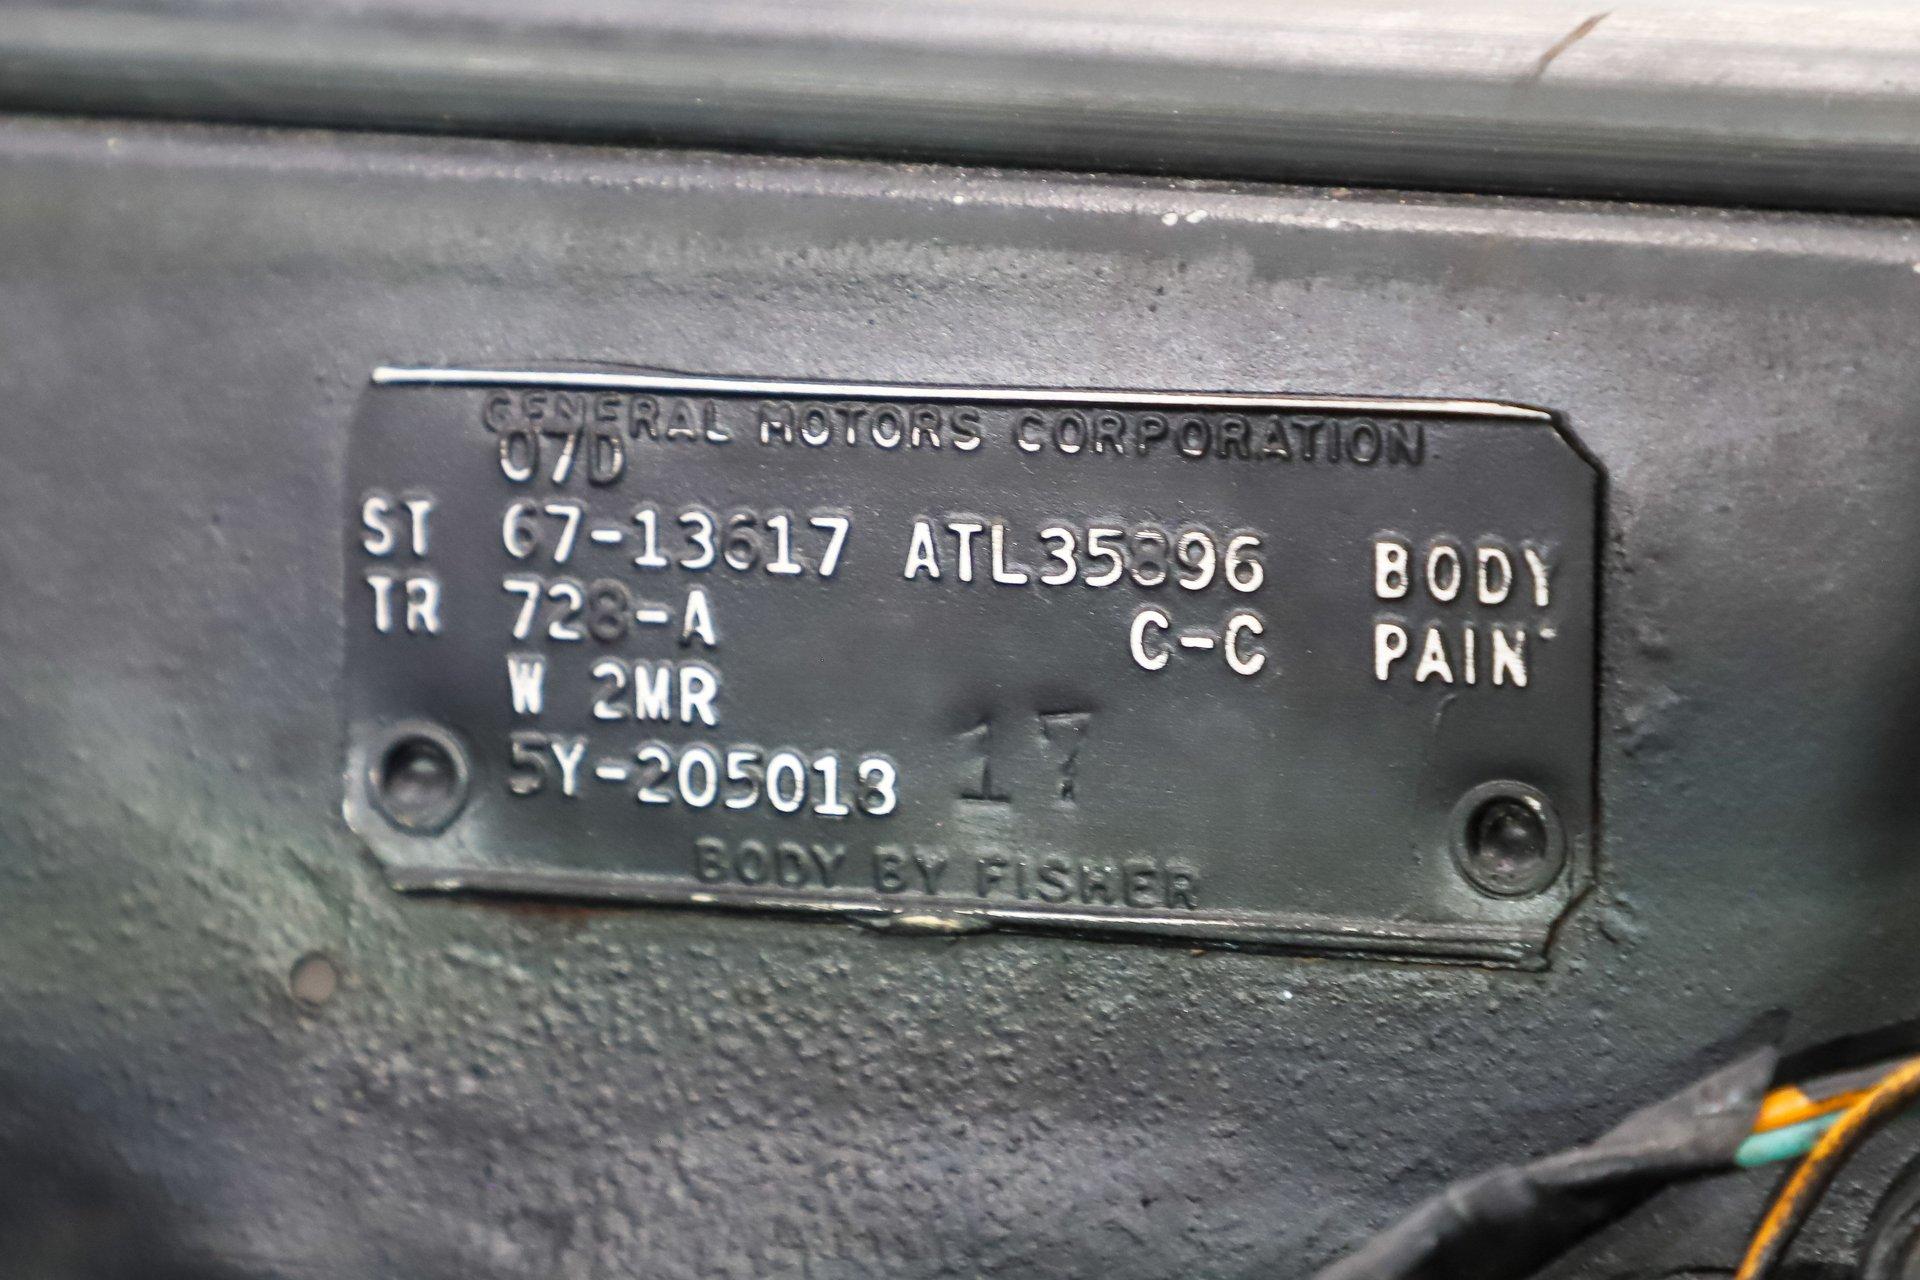 GENERAL MOTORS CORPORATION
07D
ST 67-13617 ATL35896 BODY
TR 728-A C-C PAINT
W 2MR
5Y-205018 17
BODY BY FISHER